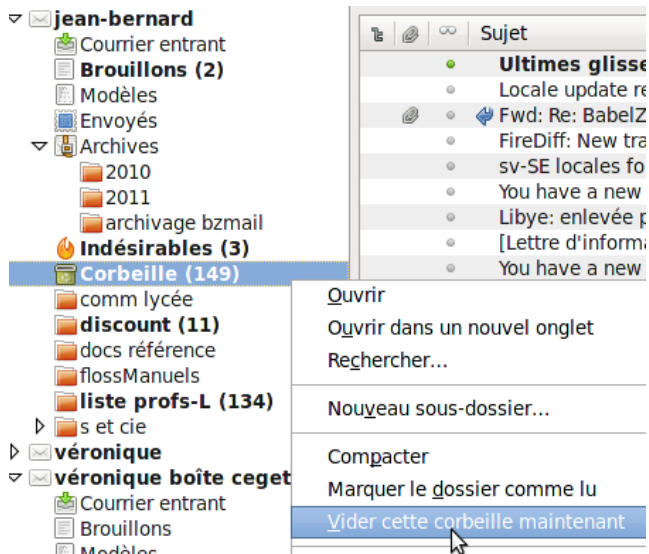 jean-bernard
Courrier entrant
Brouillons (2)
Modèles
Envoyés
Archives
2010
2011
archivage bzmail
Indésirables (3)
Corbeille (149)
comm lycée
discount (11)
docs référence
flossManuels
liste profs-L (134)
s et cie
véronique
véronique boîte ceget
Courrier entrant
Brouillons
Modèles
Sujet
Ultimes glisse
Locale update re
Fwd: Re: BabelZ
FireDiff: New tra
sv-SE locales fo
You have a new
Libye: enlevée p
[Lettre d'informa
You have a new
Ouvrir
Ouvrir dans un nouvel onglet
Rechercher...
Nouveau sous-dossier...
Compacter
Marquer le dossier comme lu
Vider cette corbeille maintenant